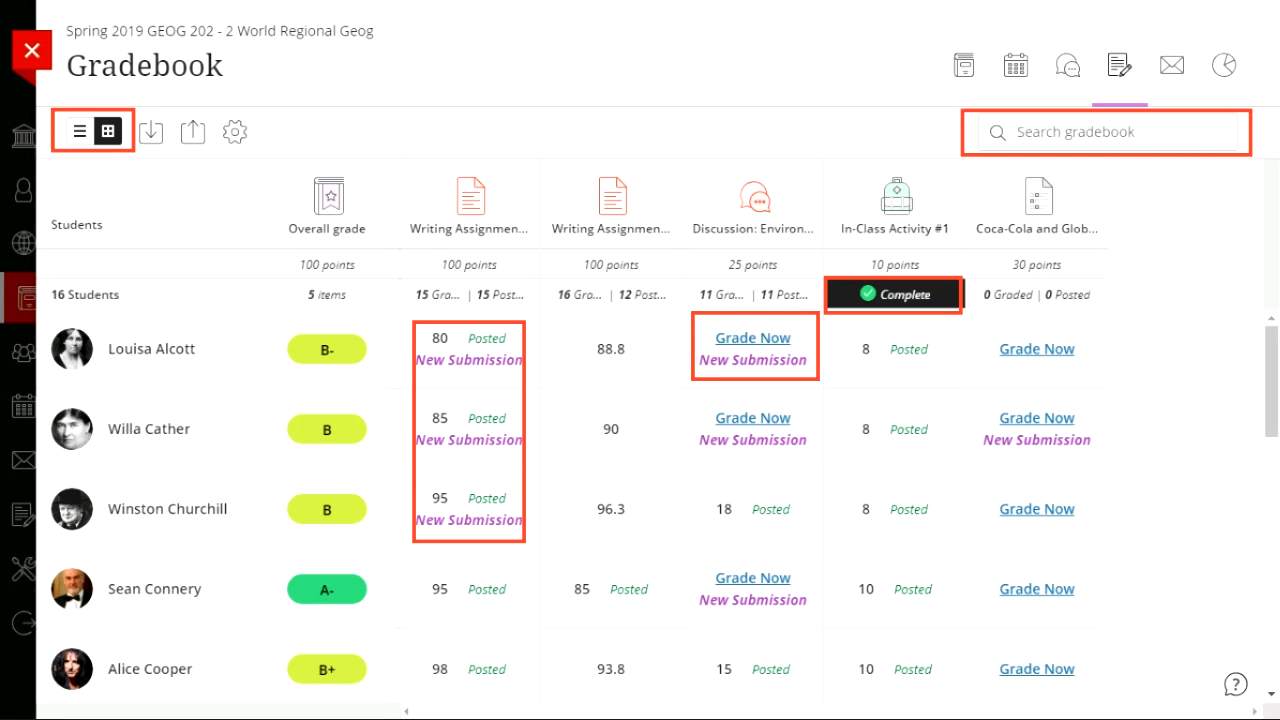 Spring 2019 GEOG 202 - 2 World Regional Geog
Gradebook
Search gradebook
Students Overall grade Writing Assignmen... Writing Assignmen... Discussion: Environ... In-Class Activity #1 Coca-Cola and Glob...
100 points 100 points 100 points 25 points 10 points 30 points
16 Students 5 items 15 Gra... | 15 Post... 16 Gra... | 12 Post... 11 Gra... | 11 Post... Complete 0 Graded | 0 Posted
Louisa Alcott B- 80 Posted 88.8 Grade Now 8 Posted Grade Now
New Submission New Submission
Willa Cather B 85 Posted 90 Grade Now 8 Posted Grade Now
New Submission New Submission New Submission
Winston Churchill B 95 Posted 96.3 18 Posted 8 Posted Grade Now
New Submission
Sean Connery A- 95 Posted 85 Posted Grade Now 10 Posted Grade Now
New Submission
Alice Cooper B+ 98 Posted 93.8 15 Posted 10 Posted Grade Now
?